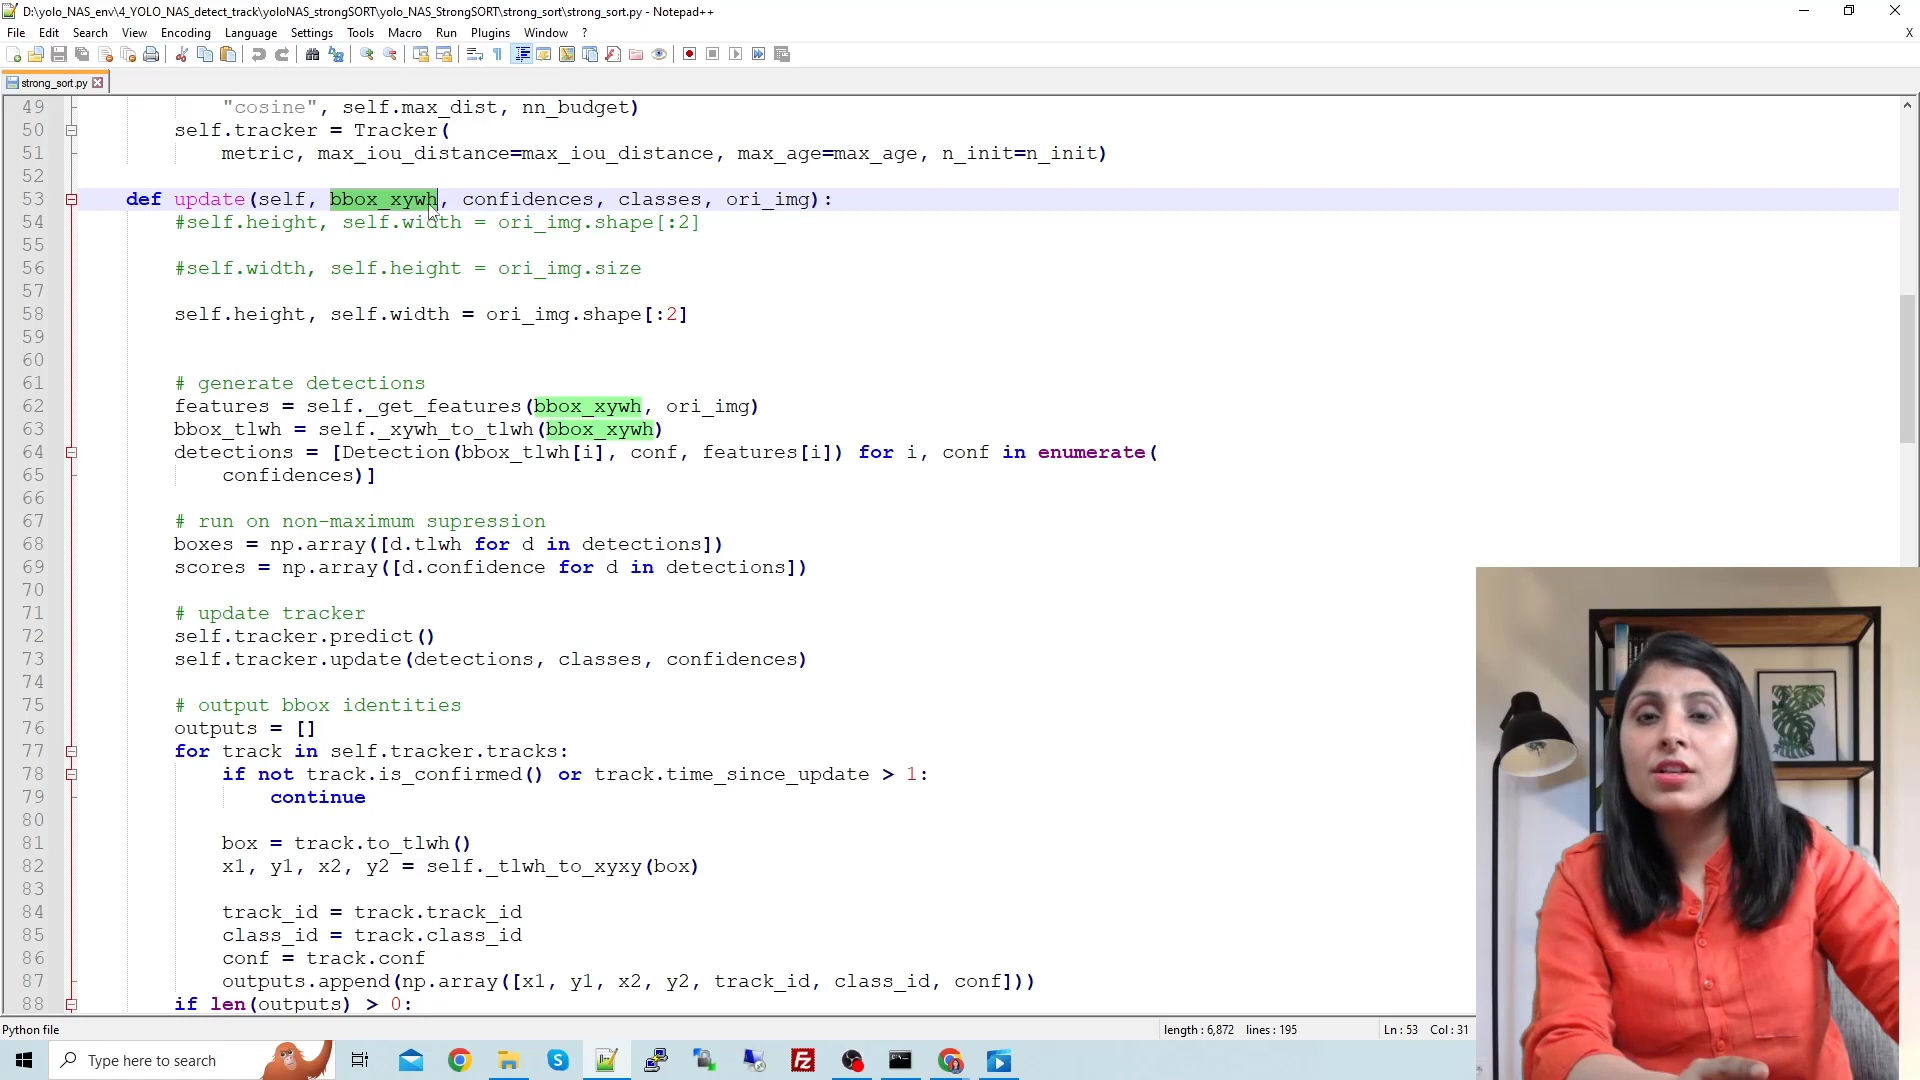 D:\yolo_NAS_env\4_YOLO_NAS_detect_track\yoloNAS_strongSORT\yolo_NAS_StrongSORT\strong_sort\strong_sort.py - Notepad++
File Edit Search View Encoding Language Settings Tools Macro Run Plugins Window ? X
strong_sort.py
49 "cosine", self.max_dist, nn_budget)
50 self.tracker = Tracker(
51 metric, max_iou_distance=max_iou_distance, max_age=max_age, n_init=n_init)
52
53 def update(self, bbox_xywh, confidences, classes, ori_img):
54 #self.height, self.width = ori_img.shape[:2]
55
56 #self.width, self.height = ori_img.size
57
58 self.height, self.width = ori_img.shape[:2]
59
60
61 # generate detections
62 features = self._get_features(bbox_xywh, ori_img)
63 bbox_tlwh = self._xywh_to_tlwh(bbox_xywh)
64 detections = [Detection(bbox_tlwh[i], conf, features[i]) for i, conf in enumerate(
65 confidences)]
66
67 # run on non-maximum supression
68 boxes = np.array([d.tlwh for d in detections])
69 scores = np.array([d.confidence for d in detections])
70
71 # update tracker
72 self.tracker.predict()
73 self.tracker.update(detections, classes, confidences)
74
75 # output bbox identities
76 outputs = []
77 for track in self.tracker.tracks:
78 if not track.is_confirmed() or track.time_since_update > 1:
79 continue
80
81 box = track.to_tlwh()
82 x1, y1, x2, y2 = self._tlwh_to_xyxy(box)
83
84 track_id = track.track_id
85 class_id = track.class_id
86 conf = track.conf
87 outputs.append(np.array([x1, y1, x2, y2, track_id, class_id, conf]))
88 if len(outputs) > 0:
Python file length : 6,872 lines : 195 Ln : 53 Col : 31
Type here to search